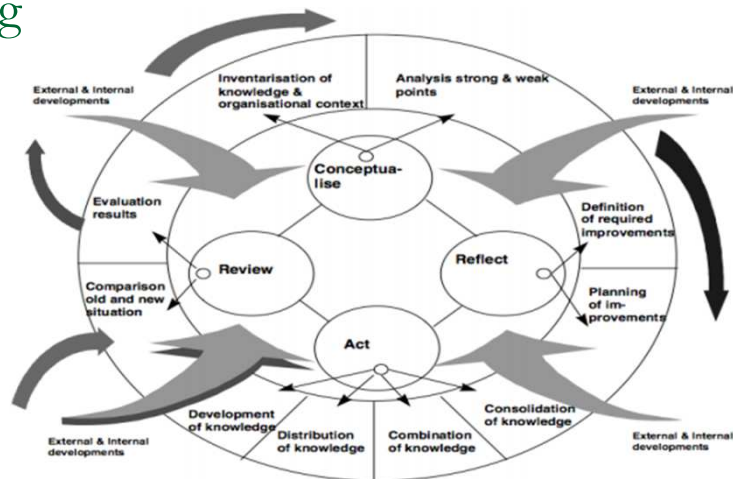 g
External & Internal
developments
Inventarisation of
knowledge &
organisational context
Analysis strong & weak
points
External & Internal
developments
Conceptua-
lise
Evaluation
results
Definition
of required
improvements
Review
Reflect
Comparison
old and new
situation
Planning
of im-
provements
Act
Development
of knowledge
Distribution
of knowledge
Combination
of knowledge
Consolidation
of knowledge
External & Internal
developments
External & Internal
developments